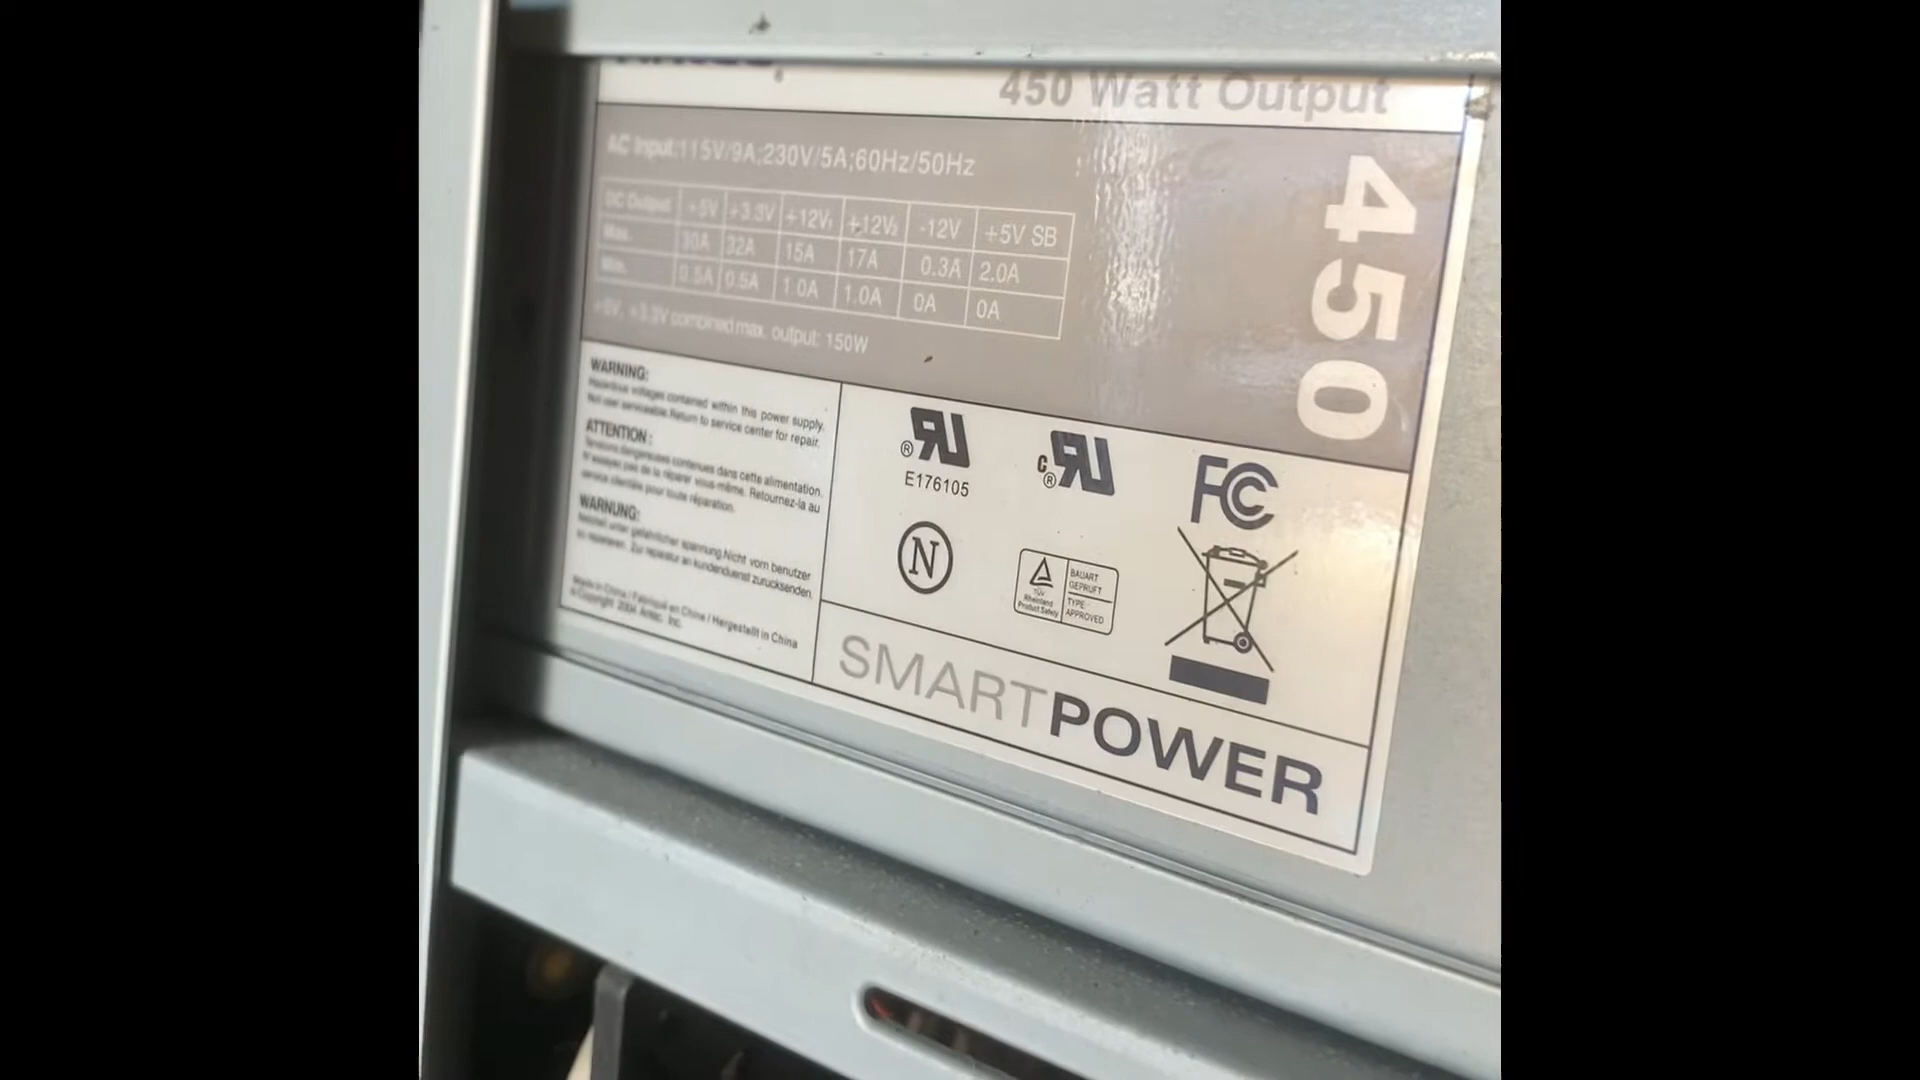 450 Watt Output
AC Input:115V/9A;230V/5A;60Hz/50Hz
DC Output +5V +3.3V +12V1 +12V2 -12V +5V SB
Max. 30A 32A 15A 17A 0.3A 2.0A
Min. 0.5A 0.5A 1.0A 1.0A 0A 0A
+5V, +3.3V combined max. output: 150W
450
WARNING:
Hazardous voltages contained within this power supply.
Not user serviceable.Return to service center for repair.
ATTENTION:
Tensions dangereuses contenues dans cette alimentation.
N'essayez pas de la réparer vous-même. Retournez-la au
service clientèle pour toute réparation.
WARNUNG:
Netzteil unter gefahrlicher spannung.Nicht vom benutzer
zu reparieren. Zur reparatur an kundendienst zurucksenden.
Made in China / Fabriqué en China / Hergestellt in China
© Copyright 2004 Antec, Inc.
®
E176105
c
®
FC
N
TÜV
Rheinland
Product Safety
BAUART
GEPRÜFT
TYPE
APPROVED
SMARTPOWER